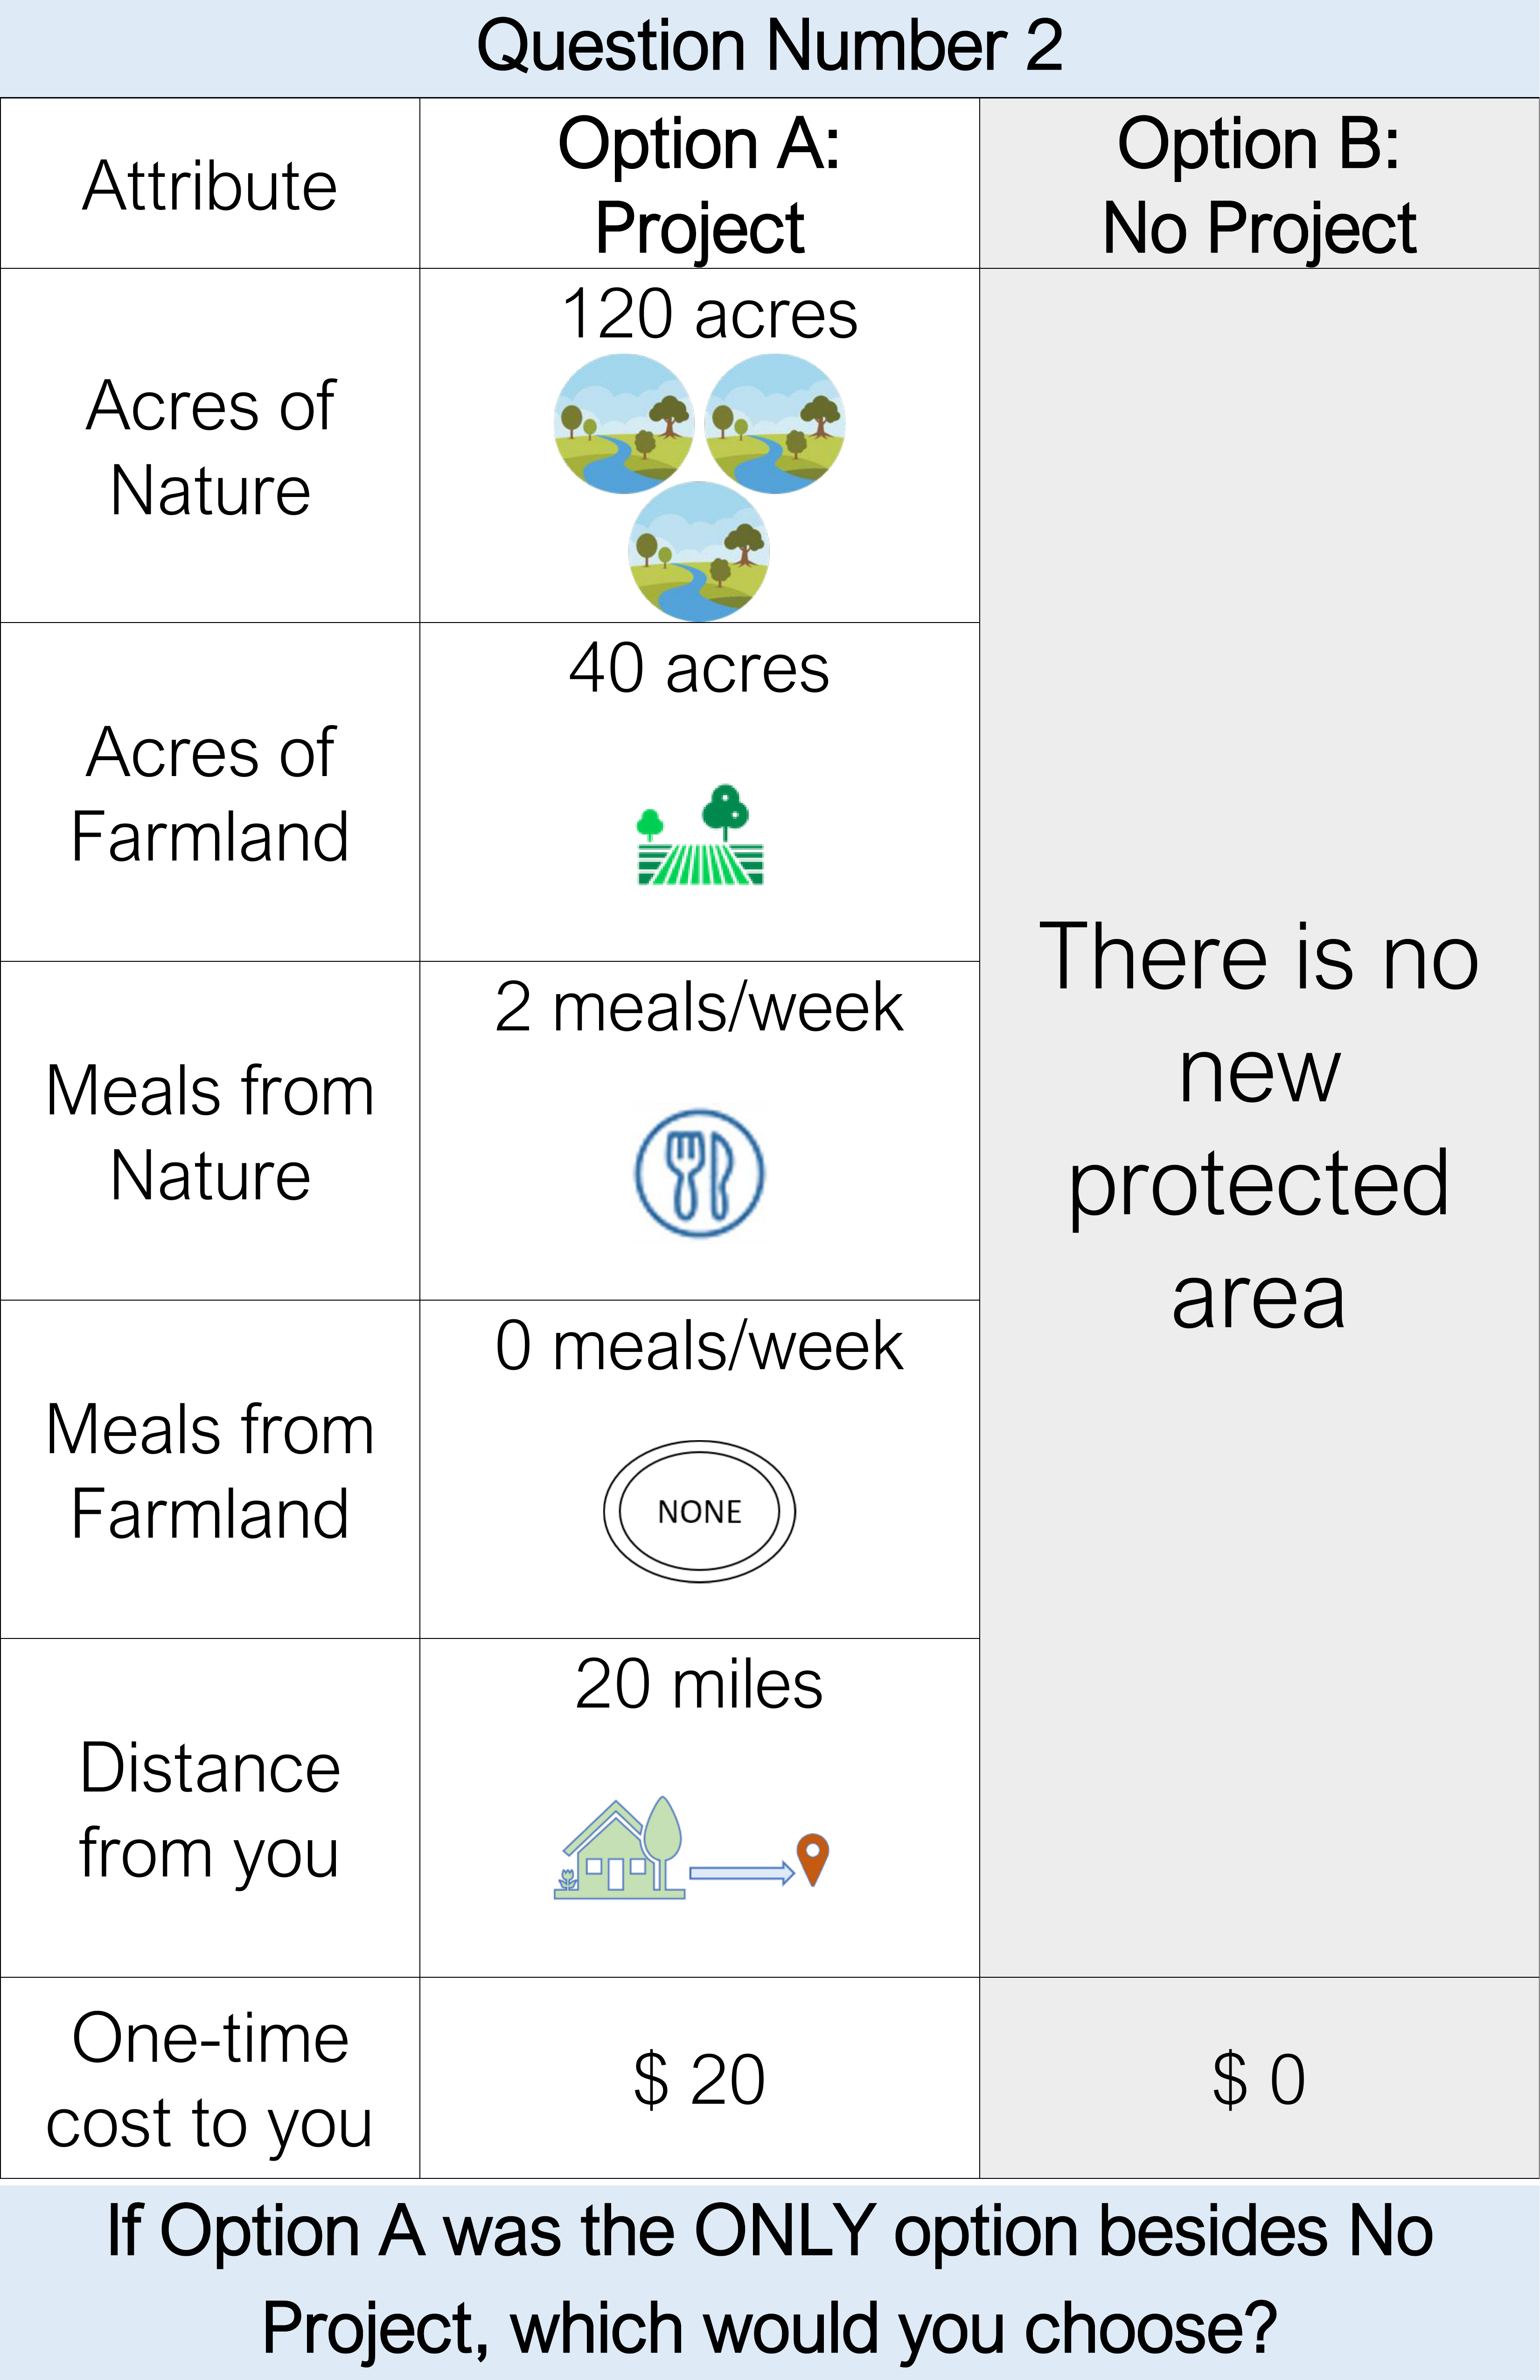 Question Number 2
Attribute
Option A:
Project
Option B:
No Project
Acres of
Nature
120 acres
Acres of
Farmland
40 acres
Meals from
Nature
2 meals/week
Meals from
Farmland
0 meals/week
NONE
Distance
from you
20 miles
There is no
new
protected
area
One-time
cost to you
$ 20
$ 0
If Option A was the ONLY option besides No
Project, which would you choose?